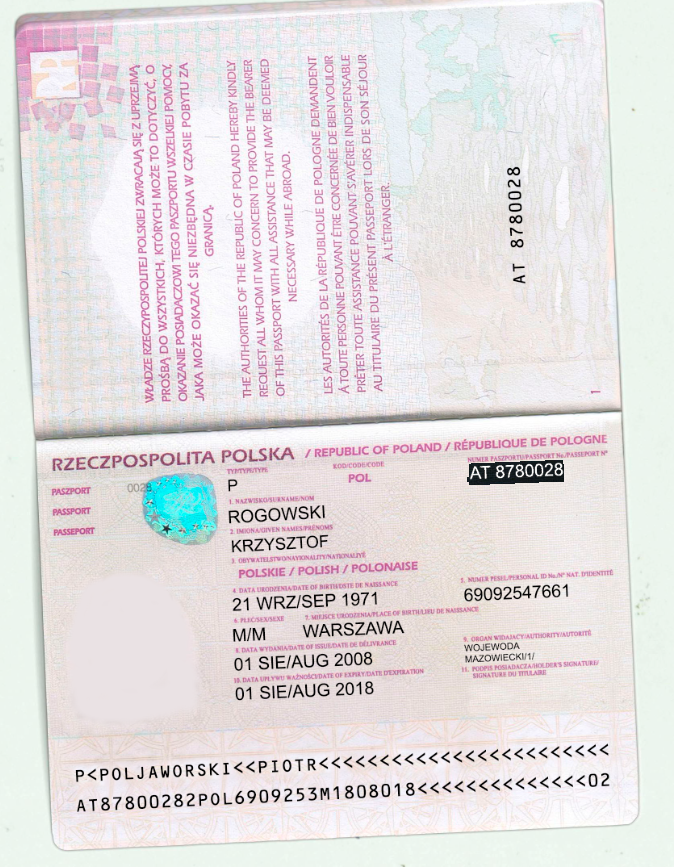 WŁADZE RZECZYPOSPOLITEJ POLSKIEJ ZWRACAJĄ SIĘ Z UPRZEJMĄ
PROŚBĄ DO WSZYSTKICH, KTÓRYCH MOŻE TO DOTYCZYĆ, O
OKAZANIE POSIADACZOWI TEGO PASZPORTU WSZELKIEJ POMOCY,
JAKA MOŻE OKAZAĆ SIĘ NIEZBĘDNA W CZASIE POBYTU ZA
GRANICĄ.
THE AUTHORITIES OF THE REPUBLIC OF POLAND HEREBY KINDLY
REQUEST ALL WHOM IT MAY CONCERN TO PROVIDE THE BEARER
OF THIS PASSPORT WITH ALL ASSISTANCE THAT MAY BE DEEMED
NECESSARY WHILE ABROAD.
LES AUTORITÉS DE LA RÉPUBLIQUE DE POLOGNE DEMANDENT
À TOUTE PERSONNE POUVANT ÊTRE CONCERNÉE DE BIEN VOULOIR
PRÊTER TOUTE ASSISTANCE POUVANT S'AVÉRER INDISPENSABLE
AU TITULAIRE DU PRÉSENT PASSEPORT LORS DE SON SÉJOUR
À L'ÉTRANGER.
AT 8780028
1
RZECZPOSPOLITA POLSKA / REPUBLIC OF POLAND / RÉPUBLIQUE DE POLOGNE
PASZPORT
PASSPORT
PASSEPORT
0028
TYP/TYPE/TYPE
P
KOD/CODE/CODE
POL
NUMER PASZPORTU/PASSPORT No./PASSEPORT Nº
AT 8780028
1. NAZWISKO/SURNAME/NOM
ROGOWSKI
2. IMIONA/GIVEN NAMES/PRÉNOMS
KRZYSZTOF
3. OBYWATELSTWO/NATIONALITY/NATIONALITÉ
POLSKIE / POLISH / POLONAISE
4. DATA URODZENIA/DATE OF BIRTH/DATE DE NAISSANCE
21 WRZ/SEP 1971
5. NUMER PESEL/PERSONAL ID No./Nº NAT. D'IDENTITÉ
69092547661
6. PŁEĆ/SEX/SEXE
M/M
7. MIEJSCE URODZENIA/PLACE OF BIRTH/LIEU DE NAISSANCE
WARSZAWA
8. DATA WYDANIA/DATE OF ISSUE/DATE DE DÉLIVRANCE
01 SIE/AUG 2008
9. ORGAN WYDAJĄCY/AUTHORITY/AUTORITÉ
WOJEWODA
MAZOWIECKI/1/
10. DATA UPŁYWU WAŻNOŚCI/DATE OF EXPIRY/DATE D'EXPIRATION
01 SIE/AUG 2018
11. PODPIS POSIADACZA/HOLDER'S SIGNATURE/
SIGNATURE DU TITULAIRE
P<POLJAWORSKI<<PIOTR<<<<<<<<<<<<<<<<<<<<<<<<
AT87800282POL6909253M1808018<<<<<<<<<<<<<<02